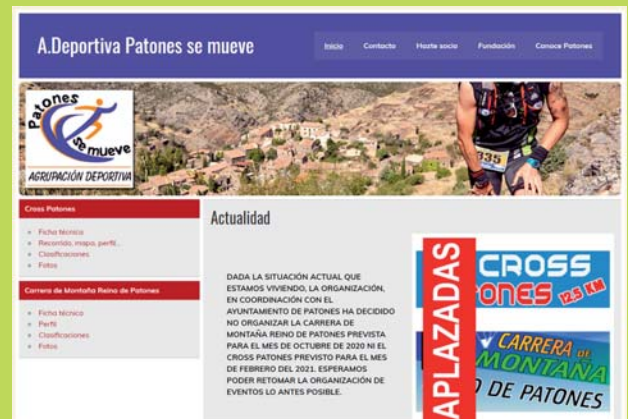 A.Deportiva Patones se mueve
Inicio Contacto Hazte socio Fundación Conoce Patones
Patones
se mueve
AGRUPACIÓN DEPORTIVA
335
Cross Patones
Ficha técnica
Recorrido, mapa, perfil...
Clasificaciones
Fotos
Carrera de Montaña Reino de Patones
Ficha técnica
Perfil
Clasificaciones
Fotos
Actualidad
DADA LA SITUACIÓN ACTUAL QUE
ESTAMOS VIVIENDO, LA ORGANIZACIÓN,
EN COORDINACIÓN CON EL
AYUNTAMIENTO DE PATONES HA DECIDIDO
NO ORGANIZAR LA CARRERA DE
MONTAÑA REINO DE PATONES PREVISTA
PARA EL MES DE OCTUBRE DE 2020 NI EL
CROSS PATONES PREVISTO PARA EL MES
DE FEBRERO DEL 2021. ESPERAMOS
PODER RETOMAR LA ORGANIZACIÓN DE
EVENTOS LO ANTES POSIBLE.
APLAZADAS
CROSS
TONES 12,5 KM
CARRERA DE
MONTAÑA
O DE PATONES